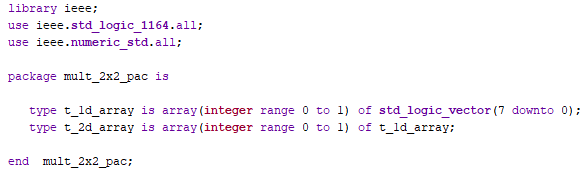 library ieee;
use ieee.std_logic_1164.all;
use ieee.numeric_std.all;
package mult_2x2_pac is
type t_1d_array is array(integer range 0 to 1) of std_logic_vector(7 downto 0);
type t_2d_array is array(integer range 0 to 1) of t_1d_array;
end  mult_2x2_pac;